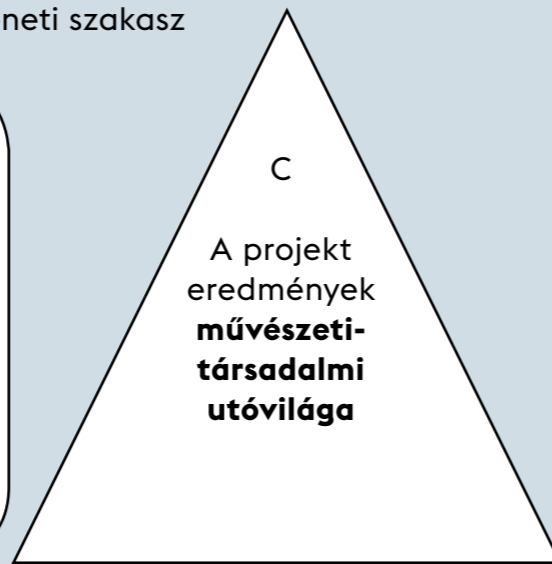 neti szakasz
C
A projekt
eredmények
művészeti-
társadalmi
utóvilága